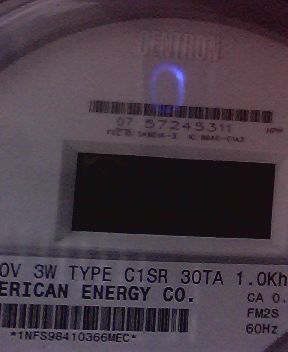 CENTRON
07 57245311
0V 3W TYPE C1SR 30TA 1.0Kh
ERICAN ENERGY CO.
CA 0.
FM2S
60Hz
*1NFS98410366MEC*